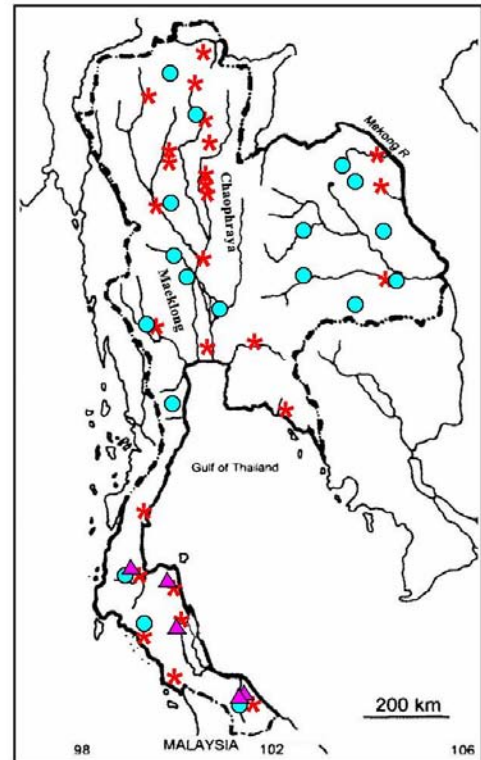 Mekong R
Chaophraya
Maeklong
Gulf of Thailand
200 km
98 MALAYSIA 102 106